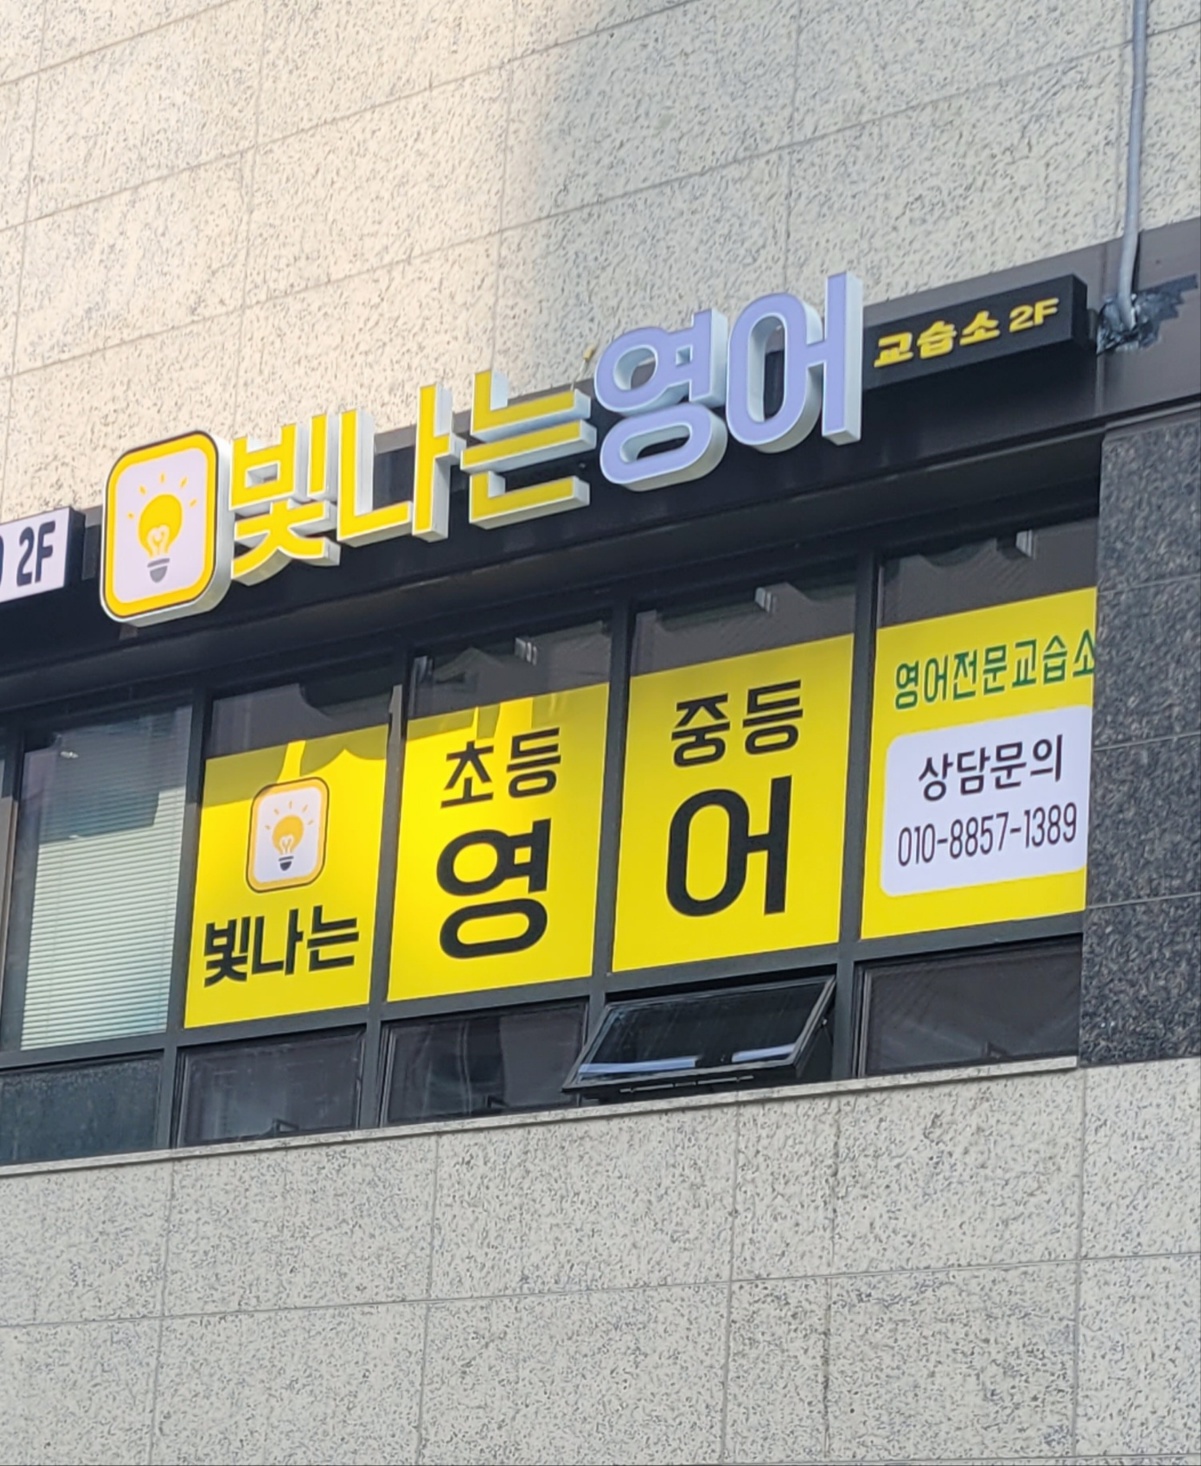 2F
빛나는영어 교습소 2F
빛나는
초등
영
중등
어
영어전문교습소
상담문의
010-8857-1389